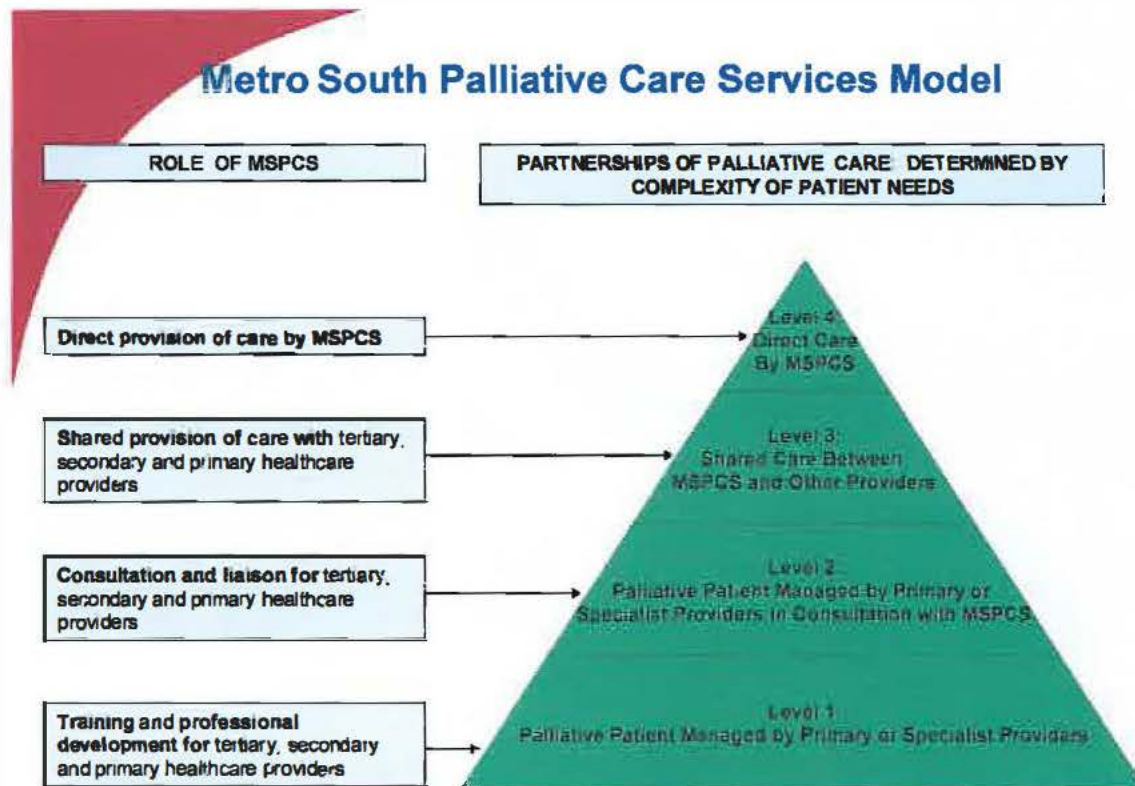 Metro South Palliative Care Services Model
ROLE OF MSPCS
PARTNERSHIPS OF PALLIATIVE CARE DETERMINED BY
COMPLEXITY OF PATIENT NEEDS
Direct provision of care by MSPCS
Level 4:
Direct Care
By MSPCS
Shared provision of care with tertiary,
secondary and primary healthcare
providers
Level 3:
Shared Care Between
MSPCS and Other Providers
Consultation and liaison for tertiary,
secondary and primary healthcare
providers
Level 2
Palliative Patient Managed by Primary or
Specialist Providers in Consultation with MSPCS
Training and professional
development for tertiary, secondary
and primary healthcare providers
Level 1
Palliative Patient Managed by Primary or Specialist Providers